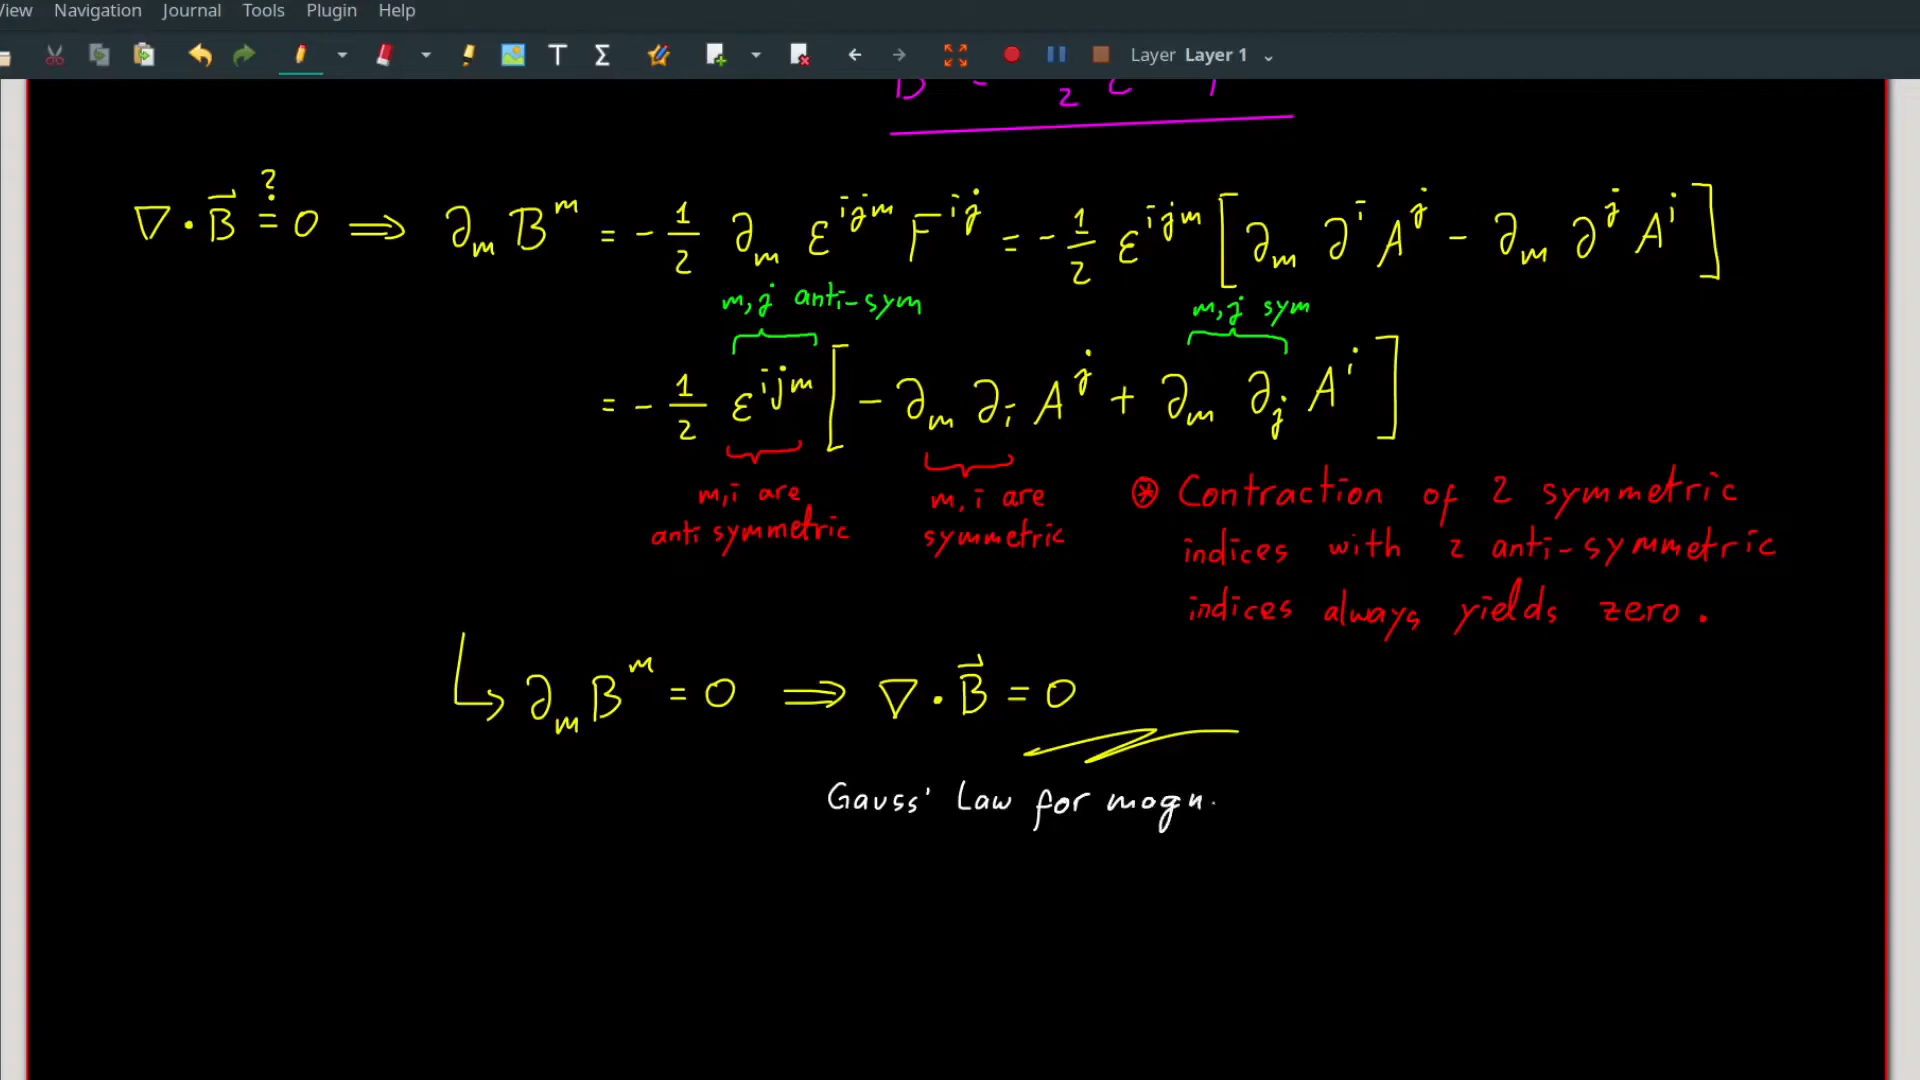 View Navigation Journal Tools Plugin Help
Layer Layer 1
∇ · B⃗ ≟ 0 ⟹ ∂ₘ Bᵐ = - 1/2 ∂ₘ ε^{ijm} F^{ij} = - 1/2 ε^{ijm} [ ∂ₘ ∂^i A^j - ∂ₘ ∂^j A^i ]
m,j anti-sym
m,j sym
= - 1/2 ε^{ijm} [ - ∂ₘ ∂ᵢ A^j + ∂ₘ ∂ⱼ A^i ]
m,i are
anti symmetric
m,i are
symmetric
⊛ Contraction of 2 symmetric
indices with 2 anti-symmetric
indices always yields zero.
↳ ∂ₘ Bᵐ = 0 ⟹ ∇ · B⃗ = 0
Gauss' Law for magn